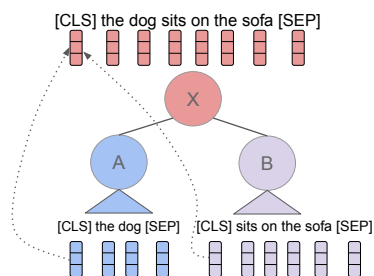 [CLS] the dog sits on the sofa [SEP]
X
A
B
[CLS] the dog [SEP]
[CLS] sits on the sofa [SEP]